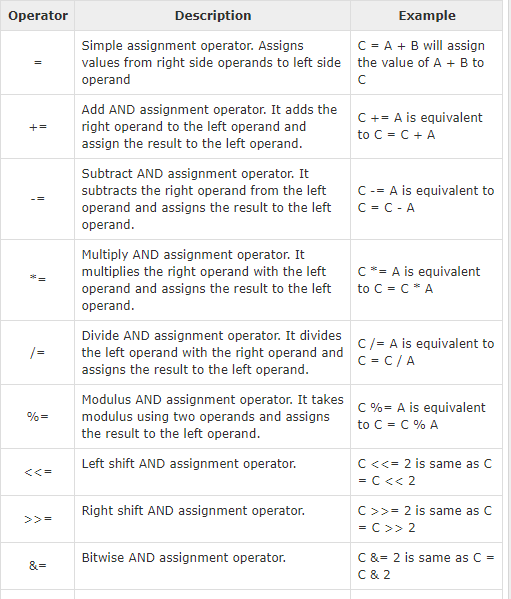 Operator Description Example
= Simple assignment operator. Assigns values from right side operands to left side operand C = A + B will assign the value of A + B to C
+= Add AND assignment operator. It adds the right operand to the left operand and assign the result to the left operand. C += A is equivalent to C = C + A
-= Subtract AND assignment operator. It subtracts the right operand from the left operand and assigns the result to the left operand. C -= A is equivalent to C = C - A
*= Multiply AND assignment operator. It multiplies the right operand with the left operand and assigns the result to the left operand. C *= A is equivalent to C = C * A
/= Divide AND assignment operator. It divides the left operand with the right operand and assigns the result to the left operand. C /= A is equivalent to C = C / A
%= Modulus AND assignment operator. It takes modulus using two operands and assigns the result to the left operand. C %= A is equivalent to C = C % A
<<= Left shift AND assignment operator. C <<= 2 is same as C = C << 2
>>= Right shift AND assignment operator. C >>= 2 is same as C = C >> 2
&= Bitwise AND assignment operator. C &= 2 is same as C = C & 2